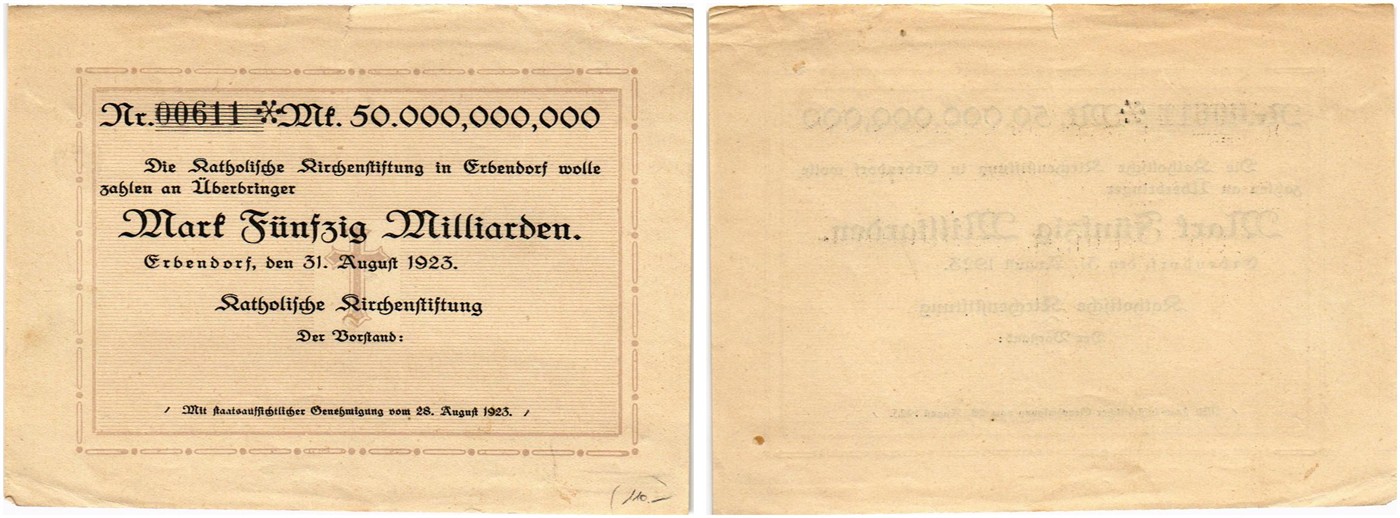 Nr. 00611 Mk. 50.000,000,000
Die Katholische Kirchenstiftung in Erbendorf wolle
zahlen an Überbringer
Mark Fünfzig Milliarden.
Erbendorf, den 31. August 1923.
Katholische Kirchenstiftung
Der Vorstand:
Mit staatsaufsichtlicher Genehmigung vom 28. August 1923.
(110.—